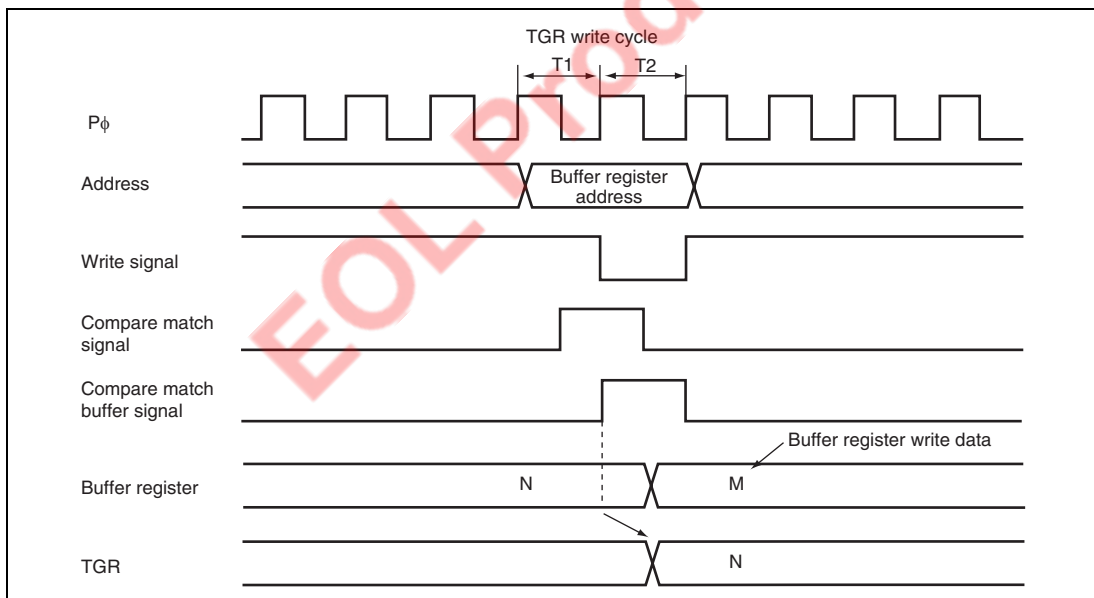 TGR write cycle
T1 T2
Pϕ
Address
Buffer register
address
Write signal
Compare match
signal
Compare match
buffer signal
Buffer register write data
Buffer register
N M
TGR
N
EOL Prod